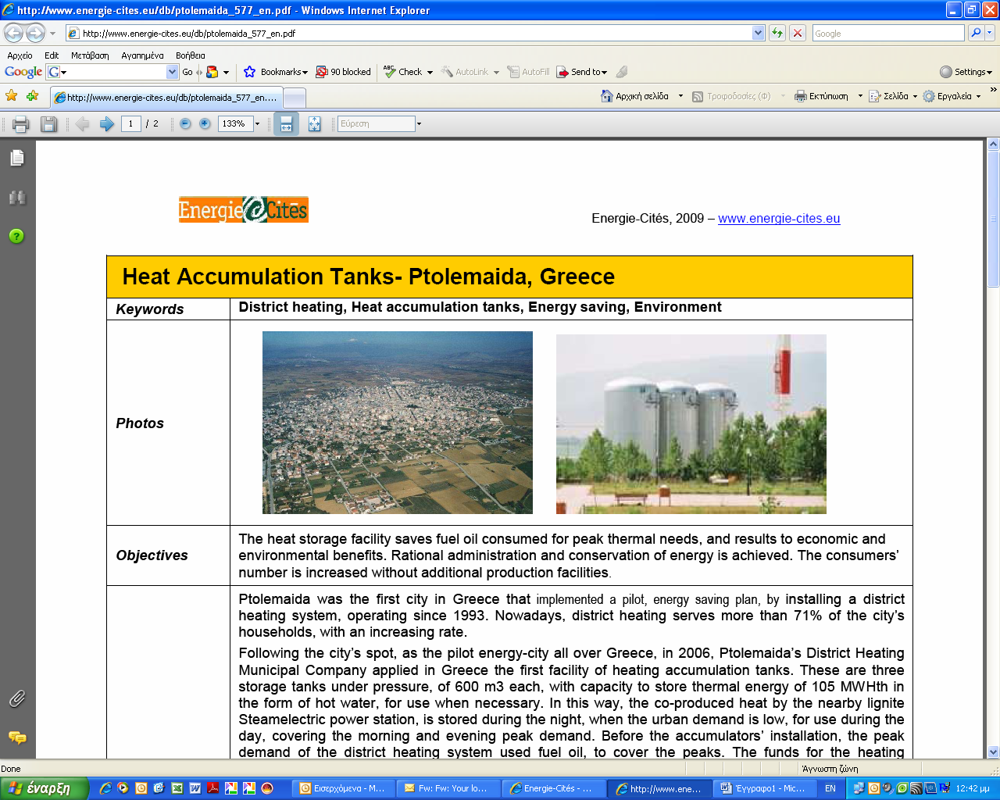 http://www.energie-cites.eu/db/ptolemaida_577_en.pdf - Windows Internet Explorer
http://www.energie-cites.eu/db/ptolemaida_577_en.pdf
Google
Αρχείο Edit Μετάβαση Αγαπημένα Βοήθεια
Google G Go Bookmarks 90 blocked ABC Check AutoLink AutoFill Send to Settings
http://www.energie-cites.eu/db/ptolemaida_577_en.... Αρχική σελίδα Τροφοδοσίες (Φ) Εκτύπωση Σελίδα Εργαλεία »
1 / 2 133% Εύρεση
Energie Cités
Energie-Cités, 2009 – www.energie-cites.eu
Heat Accumulation Tanks- Ptolemaida, Greece
Keywords District heating, Heat accumulation tanks, Energy saving, Environment
Photos
Objectives
The heat storage facility saves fuel oil consumed for peak thermal needs, and results to economic and
environmental benefits. Rational administration and conservation of energy is achieved. The consumers'
number is increased without additional production facilities.
Ptolemaida was the first city in Greece that implemented a pilot, energy saving plan, by installing a district
heating system, operating since 1993. Nowadays, district heating serves more than 71% of the city's
households, with an increasing rate.
Following the city's spot, as the pilot energy-city all over Greece, in 2006, Ptolemaida's District Heating
Municipal Company applied in Greece the first facility of heating accumulation tanks. These are three
storage tanks under pressure, of 600 m3 each, with capacity to store thermal energy of 105 MWHth in
the form of hot water, for use when necessary. In this way, the co-produced heat by the nearby lignite
Steamelectric power station, is stored during the night, when the urban demand is low, for use during the
day, covering the morning and evening peak demand. Before the accumulators' installation, the peak
demand of the district heating system used fuel oil, to cover the peaks. The funds for the heating
Done
Άγνωστη ζώνη
έναρξη Εισερχόμενα - M... Fw: Fw: Your lo... Energie-Cités - ... http://www.ene... Έγγραφο1 - Mic... EN 12:42 μμ